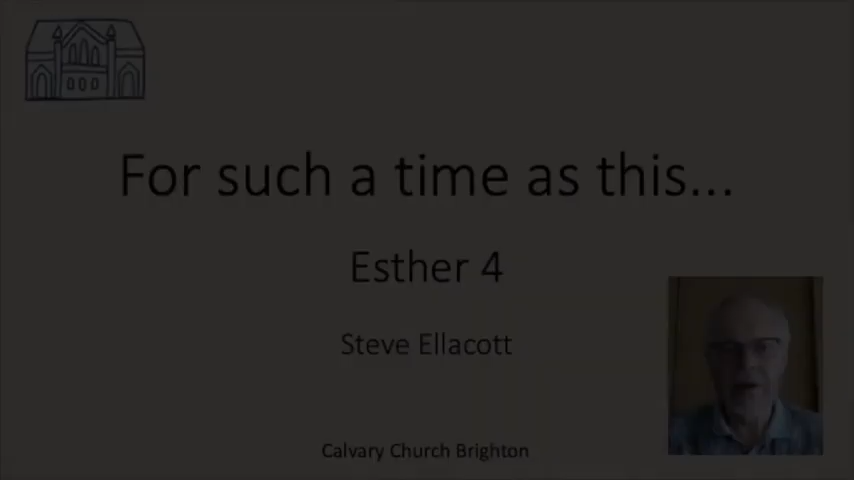 For such a time as this...
Esther 4
Steve Ellacott
Calvary Church Brighton